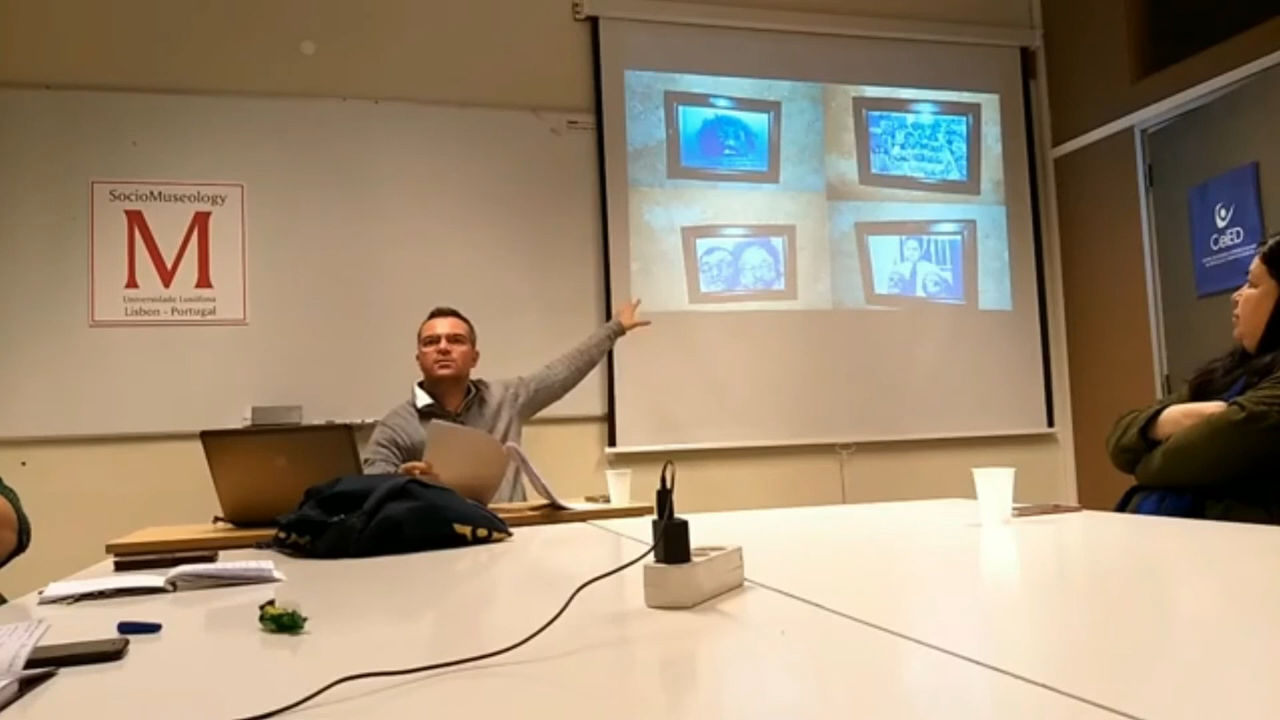 SocioMuseology
M
Universidade Lusófona
Lisbon - Portugal
CeiED